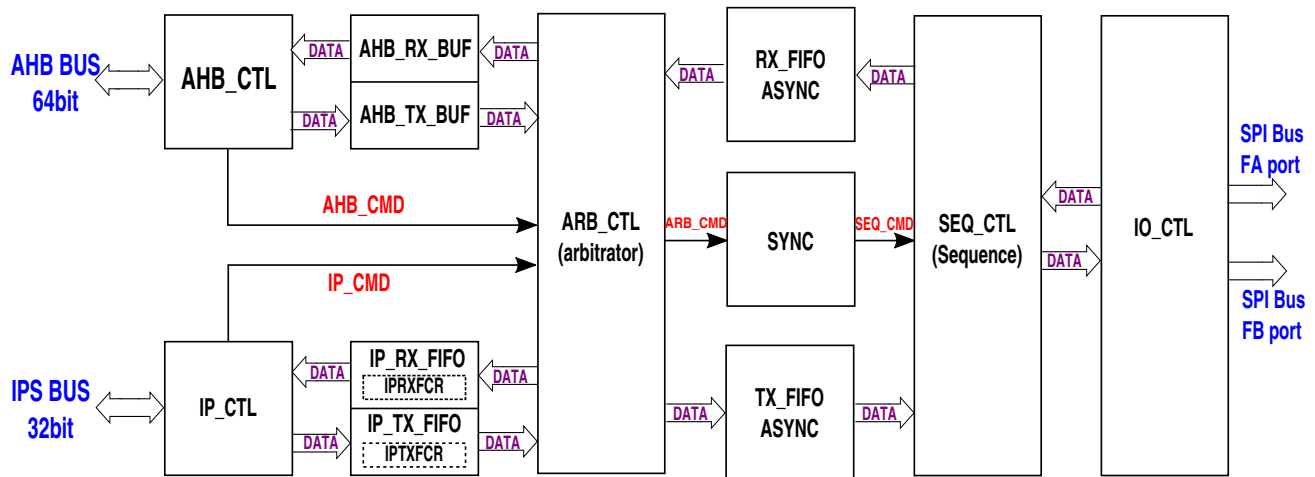 AHB BUS
64bit
AHB_CTL
DATA
DATA
AHB_RX_BUF
AHB_TX_BUF
DATA
DATA
AHB_CMD
IP_CMD
IPS BUS
32bit
IP_CTL
DATA
DATA
IP_RX_FIFO
IPRXFCR
IP_TX_FIFO
IPTXFCR
DATA
DATA
ARB_CTL
(arbitrator)
DATA
ARB_CMD
DATA
RX_FIFO
ASYNC
SYNC
TX_FIFO
ASYNC
DATA
SEQ_CMD
DATA
SEQ_CTL
(Sequence)
DATA
DATA
IO_CTL
SPI Bus
FA port
SPI Bus
FB port